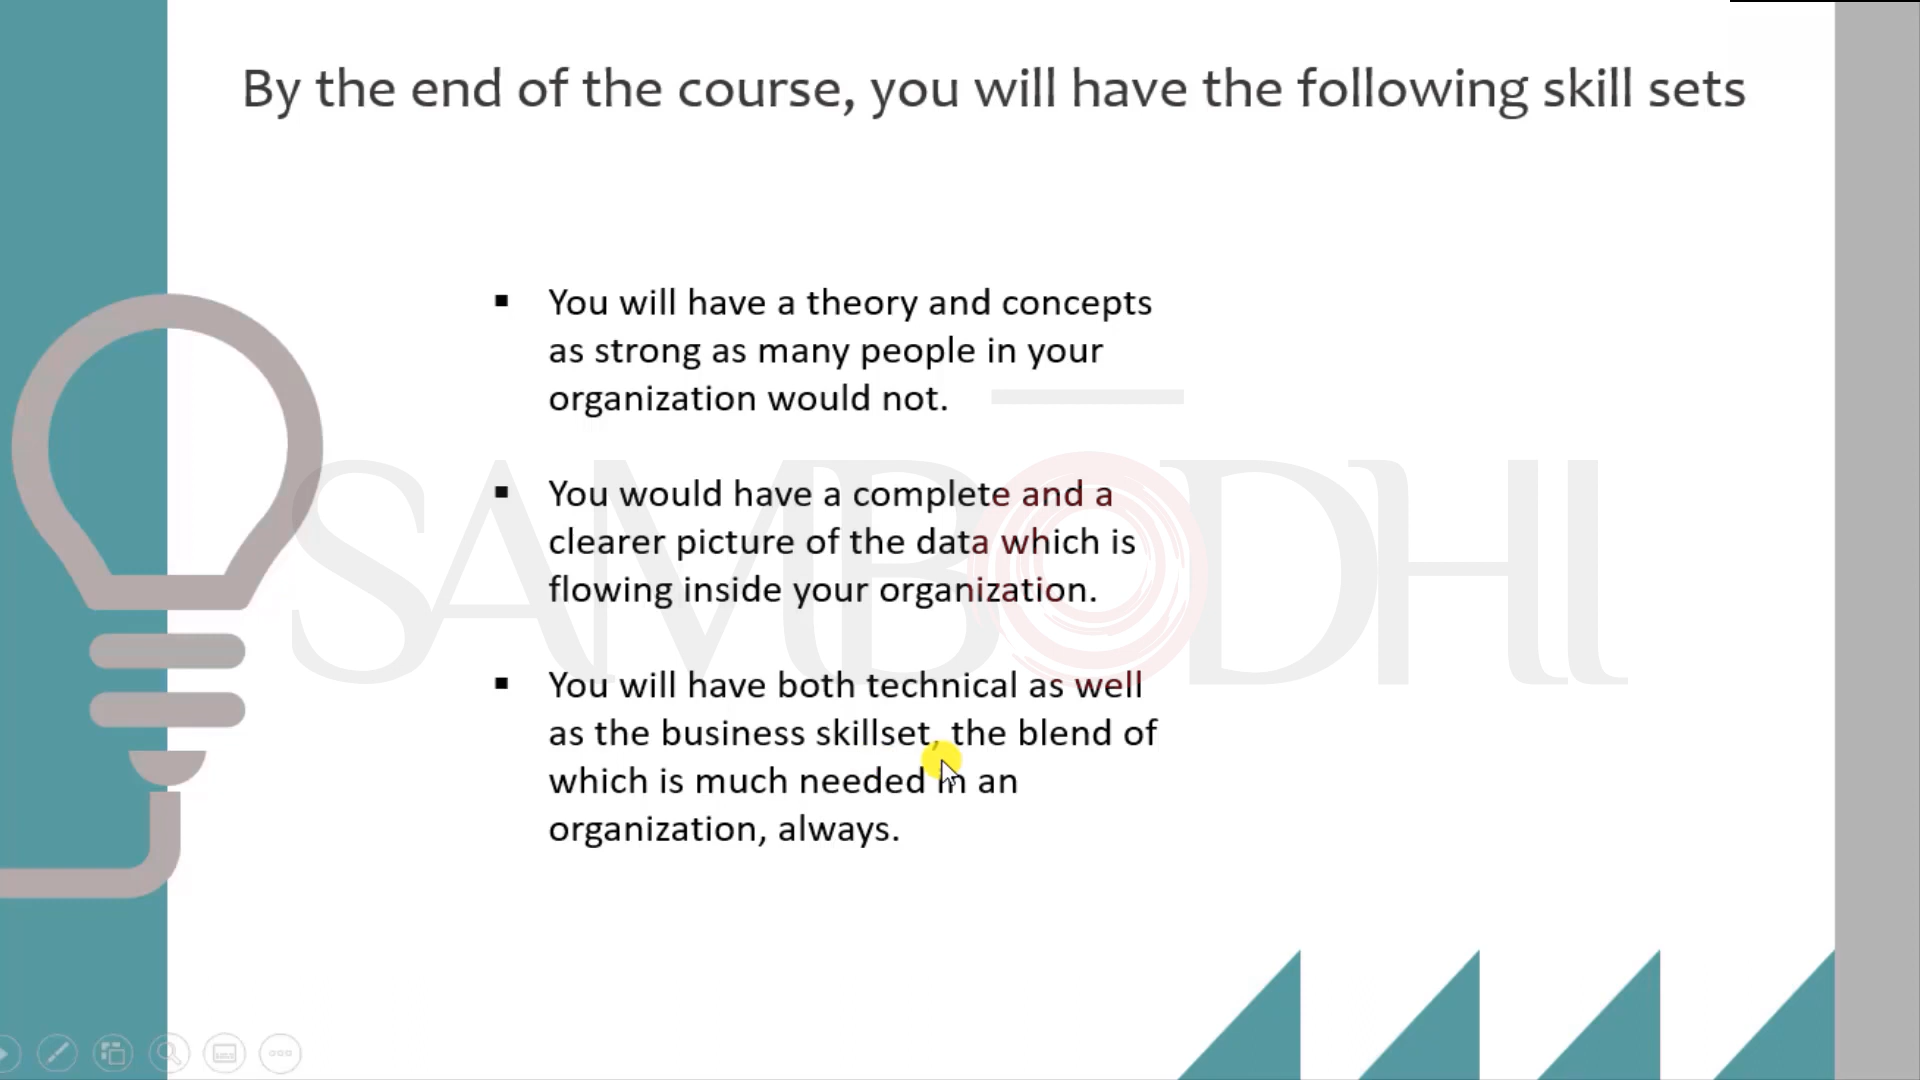 By the end of the course, you will have the following skill sets
▪ You will have a theory and concepts
as strong as many people in your
organization would not.
▪ You would have a complete and a
clearer picture of the data which is
flowing inside your organization.
▪ You will have both technical as well
as the business skillset, the blend of
which is much needed in an
organization, always.
SAMBODHI